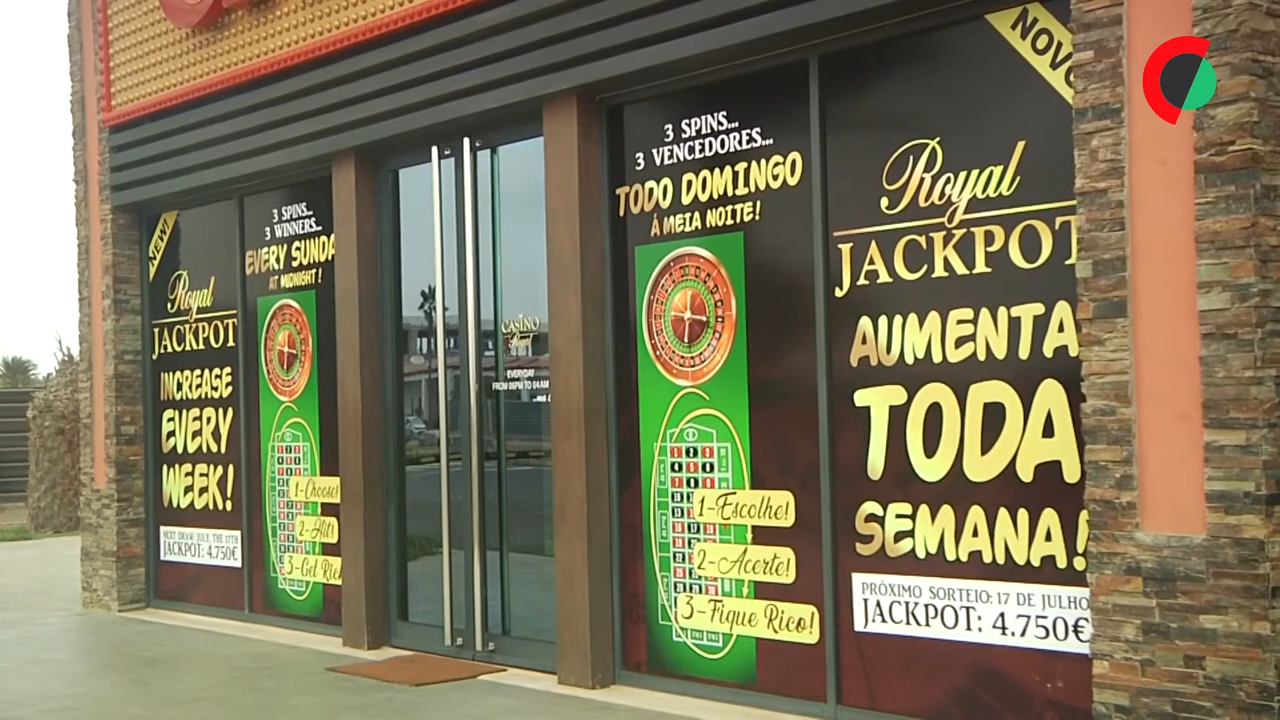 NEW!
Royal
JACKPOT
INCREASE
EVERY
WEEK!
NEXT DRAW: JULY, THE 17TH
JACKPOT: 4.750€
3 SPINS...
3 WINNERS...
EVERY SUNDA
AT MIDNIGHT!
1-Choose!
2-Hit!
3-Get Rich
CASINO
Royal
EVERYDAY
FROM 06PM TO 04AM
3 SPINS...
3 VENCEDORES...
TODO DOMINGO
Á MEIA NOITE!
1-Escolhe!
2-Acerte!
3-Fique Rico!
NOVO
Royal
JACKPOT
AUMENTA
TODA
SEMANA!
PRÓXIMO SORTEIO: 17 DE JULHO
JACKPOT: 4.750€